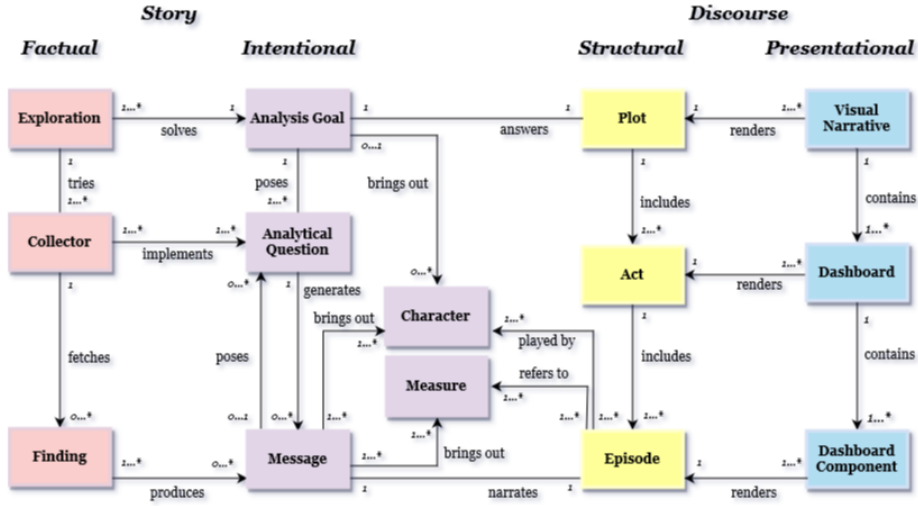 Story Discourse
Factual Intentional Structural Presentational
Exploration 1...* solves 1 Analysis Goal 1 answers 1 Plot 1 renders 1...* Visual
Narrative
0...1
1 tries 1...*
1 poses 1...*
brings out
0...*
1 includes 1...*
1 contains 1...*
Collector 1...* implements 1...* Analytical
Question
Act 1 renders 1...* Dashboard
1 fetches 0...*
0...* poses 0...1
1 generates 0...*
Character
brings out 1...*
1...*
1...* played by 1...*
Measure
refers to
1...*
1...*
1 includes 1...*
1 contains 1...*
Finding 1...* produces 0...* Message 1...* brings out 1...*
1 narrates 1 Episode 1 renders 1...* Dashboard
Component